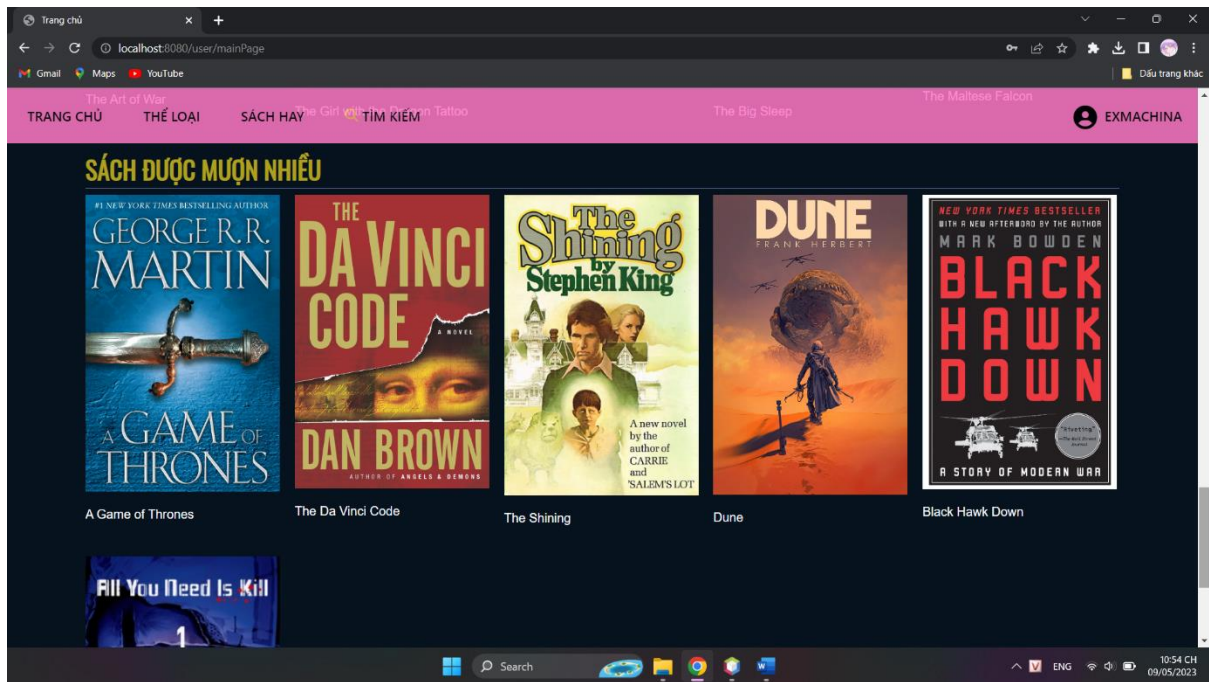 Trang chủ
localhost:8080/user/mainPage
Gmail Maps YouTube Dấu trang khác
The Art of War The Girl with the Dragon Tattoo The Big Sleep The Maltese Falcon
TRANG CHỦ THỂ LOẠI SÁCH HAY TÌM KIẾM EXMACHINA
SÁCH ĐƯỢC MƯỢN NHIỀU
#1 NEW YORK TIMES BESTSELLING AUTHOR
GEORGE R.R.
MARTIN
A GAME OF
THRONES
THE
DA VINCI
CODE
A NOVEL
DAN BROWN
AUTHOR OF ANGELS & DEMONS
The
Shining
by
Stephen King
A new novel
by the
author of
CARRIE
and
'SALEM'S LOT
DUNE
FRANK HERBERT
NEW YORK TIMES BESTSELLER
WITH A NEW AFTERWORD BY THE AUTHOR
MARK BOWDEN
BLACK
HAWK
DOWN
"Riveting"
A STORY OF MODERN WAR
A Game of Thrones
The Da Vinci Code
The Shining
Dune
Black Hawk Down
All You Need Is Kill
1
Search
V ENG
10:54 CH
09/05/2023